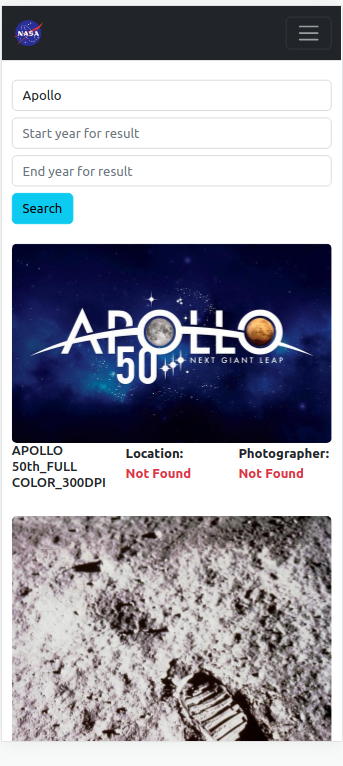 NASA
Apollo
Start year for result
End year for result
Search
APOLLO
50
NEXT GIANT LEAP
APOLLO
50th_FULL
COLOR_300DPI
Location:
Not Found
Photographer:
Not Found